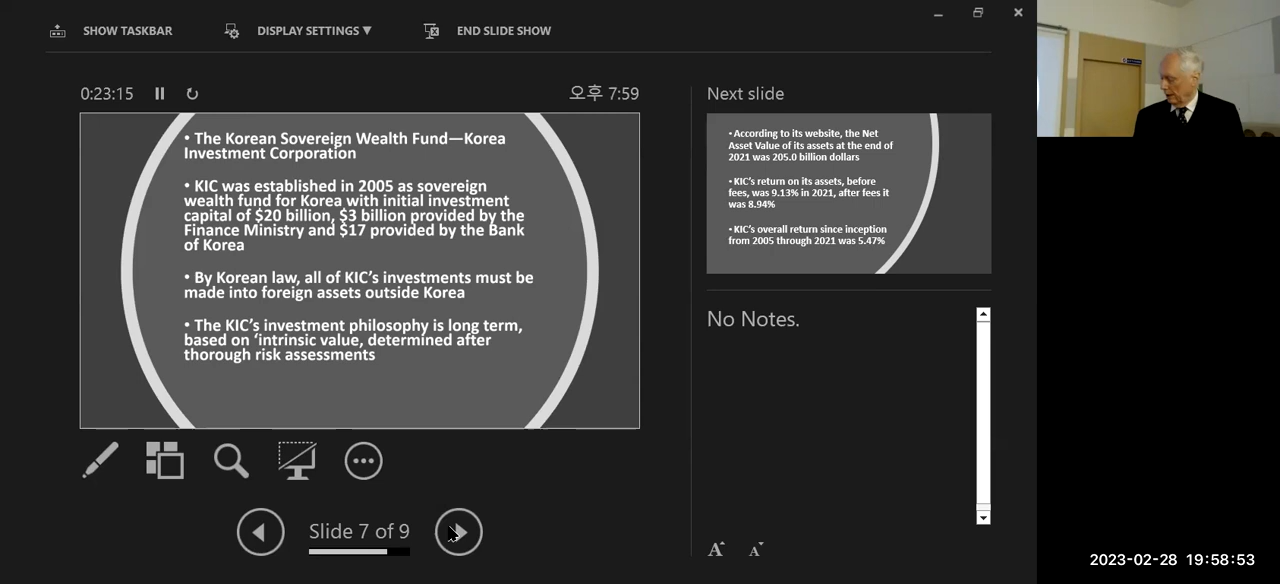 SHOW TASKBAR
DISPLAY SETTINGS ▼
END SLIDE SHOW
0:23:15
오후 7:59
• The Korean Sovereign Wealth Fund—Korea
Investment Corporation
• KIC was established in 2005 as sovereign
wealth fund for Korea with initial investment
capital of $20 billion, $3 billion provided by the
Finance Ministry and $17 provided by the Bank
of Korea
• By Korean law, all of KIC’s investments must be
made into foreign assets outside Korea
• The KIC’s investment philosophy is long term,
based on ‘intrinsic value, determined after
thorough risk assessments
Slide 7 of 9
Next slide
• According to its website, the Net
Asset Value of its assets at the end of
2021 was 205.0 billion dollars
• KIC’s return on its assets, before
fees, was 9.13% in 2021, after fees it
was 8.94%
• KIC’s overall return since inception
from 2005 through 2021 was 5.47%
No Notes.
A A
2023-02-28 19:58:53